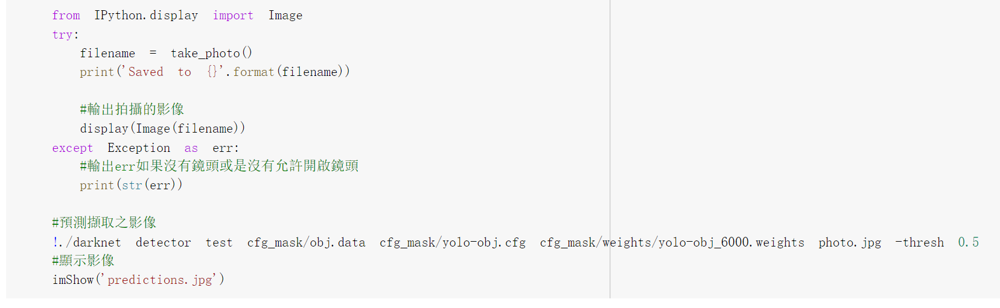 from IPython.display import Image
try:
    filename = take_photo()
    print('Saved to {}'.format(filename))
    #輸出拍攝的影像
    display(Image(filename))
except Exception as err:
    #輸出err如果沒有鏡頭或是沒有允許開啟鏡頭
    print(str(err))
#預測擷取之影像
!./darknet detector test cfg_mask/obj.data cfg_mask/yolo-obj.cfg cfg_mask/weights/yolo-obj_6000.weights photo.jpg -thresh 0.5
#顯示影像
imShow('predictions.jpg')